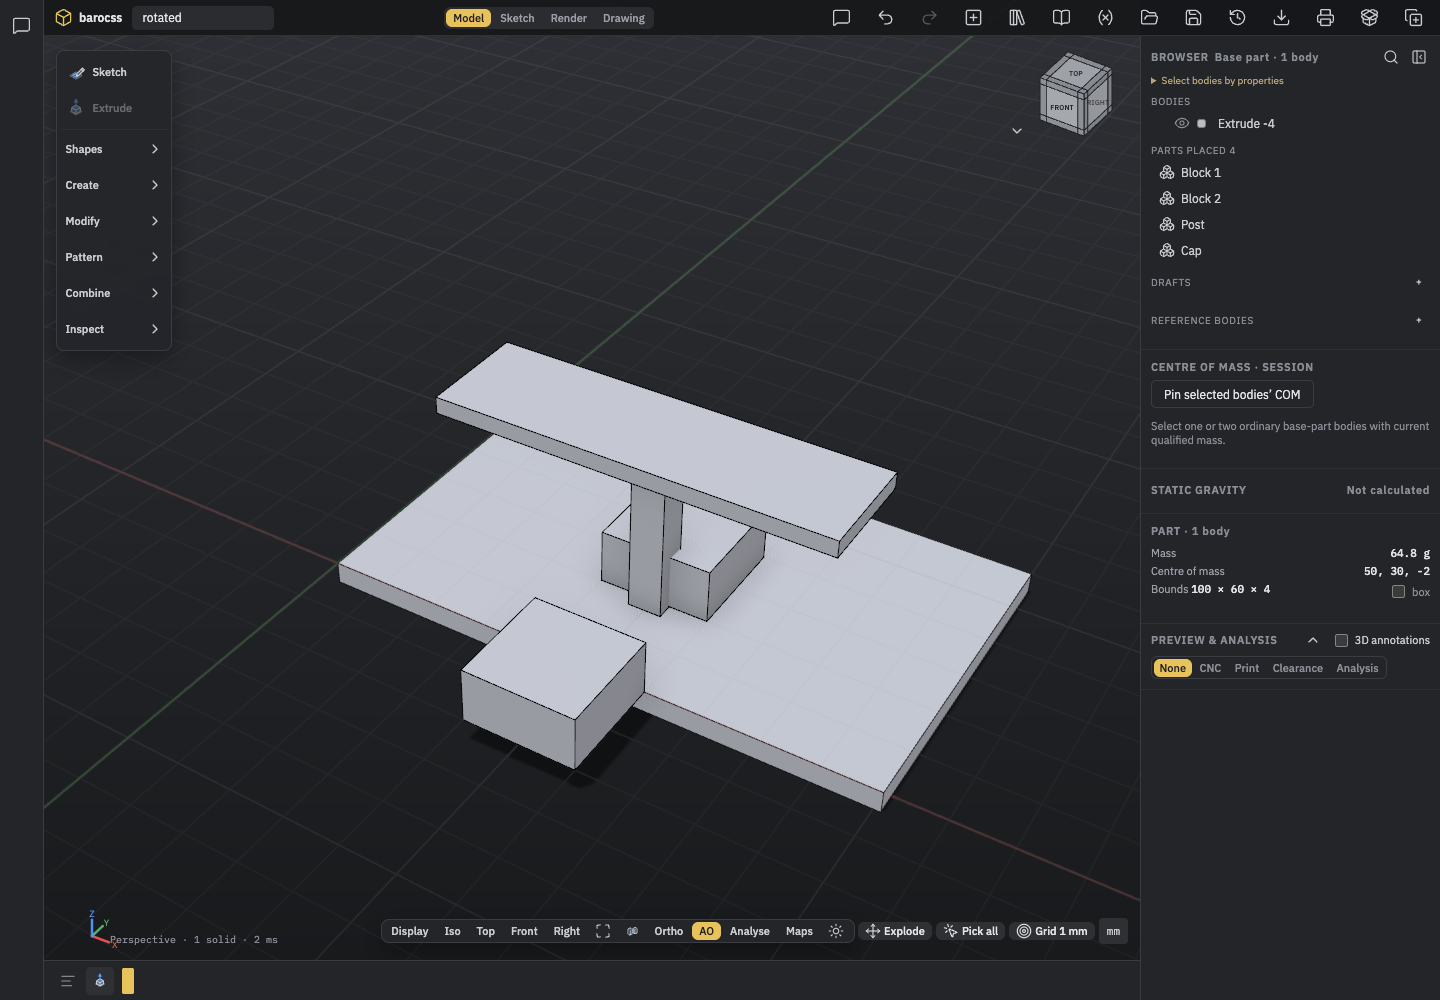 barocss
rotated
Model Sketch Render Drawing
Sketch
Extrude
Shapes
Create
Modify
Pattern
Combine
Inspect
TOP
FRONT
RIGHT
BROWSER Base part · 1 body
Select bodies by properties
BODIES
Extrude -4
PARTS PLACED 4
Block 1
Block 2
Post
Cap
DRAFTS +
REFERENCE BODIES +
CENTRE OF MASS · SESSION
Pin selected bodies’ COM
Select one or two ordinary base-part bodies with current
qualified mass.
STATIC GRAVITY Not calculated
PART · 1 body
Mass 64.8 g
Centre of mass 50, 30, -2
Bounds 100 × 60 × 4 box
PREVIEW & ANALYSIS 3D annotations
None CNC Print Clearance Analysis
Z
Y
X
Perspective · 1 solid · 2 ms
Display Iso Top Front Right Ortho AO Analyse Maps Explode Pick all Grid 1 mm mm